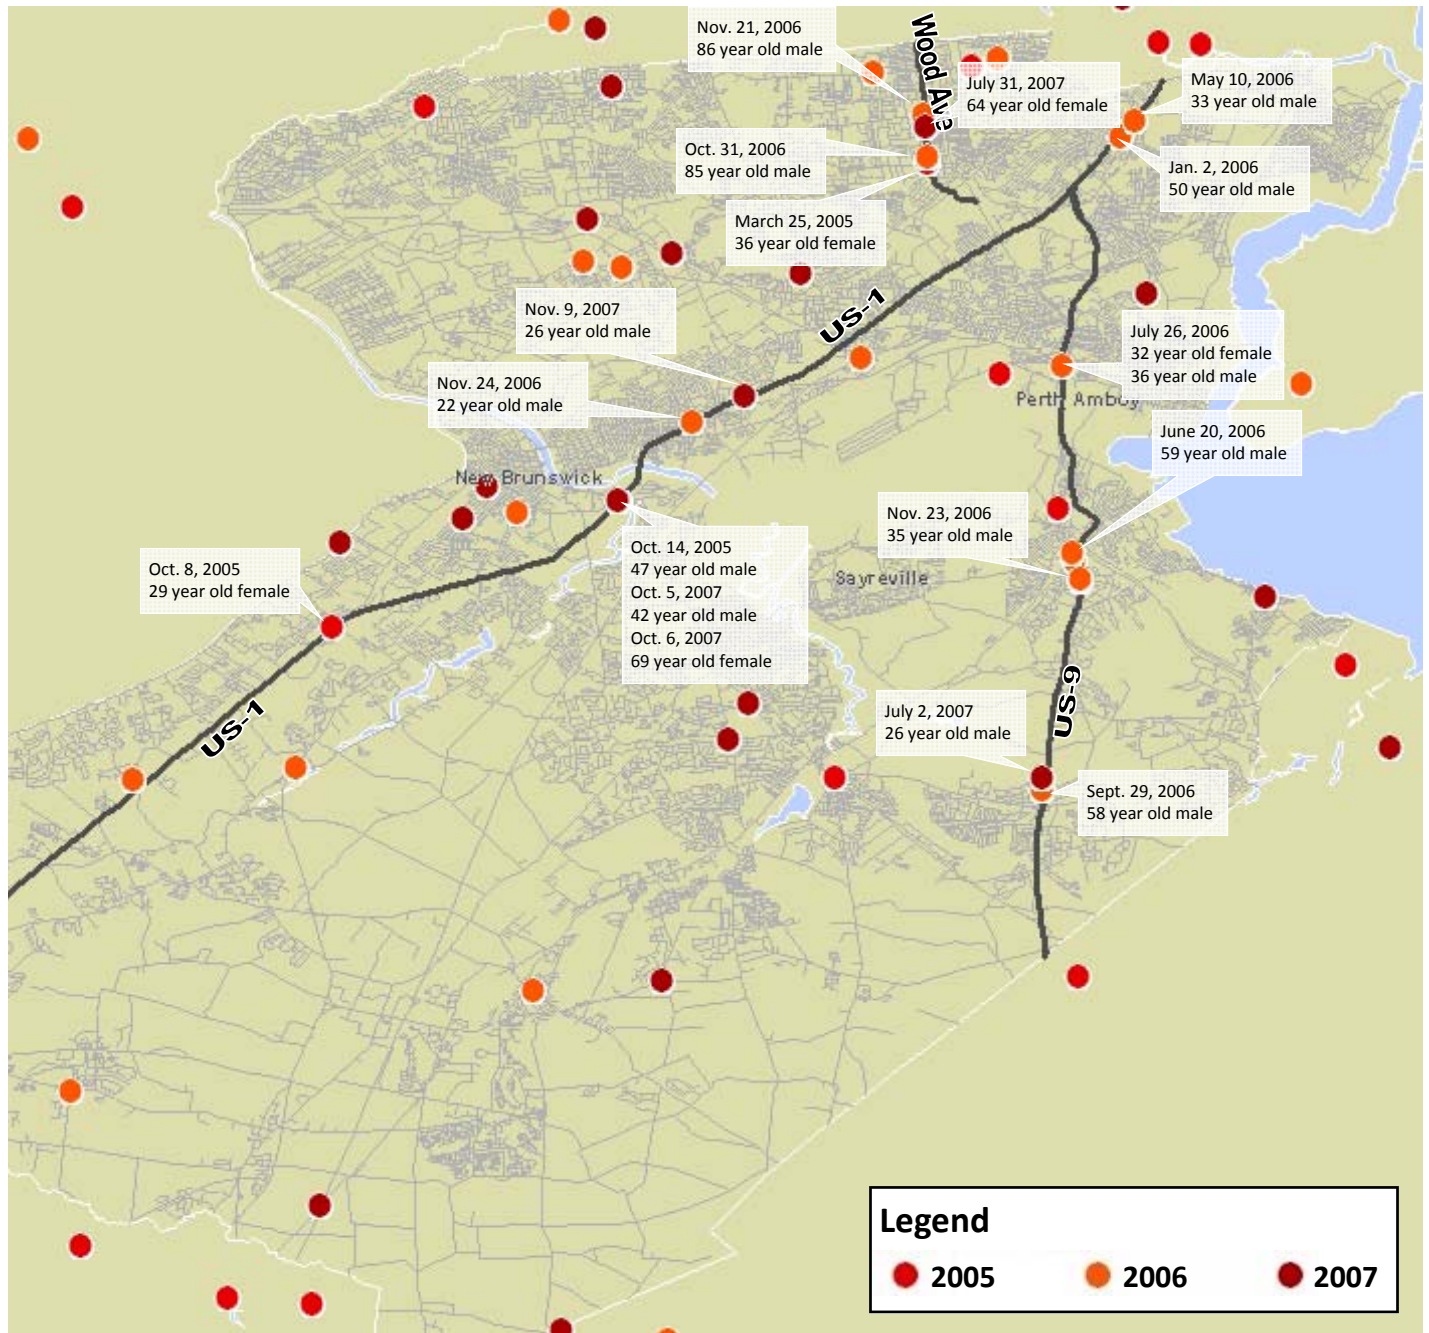 Nov. 21, 2006
86 year old male
Wood Ave
July 31, 2007
64 year old female
May 10, 2006
33 year old male
Oct. 31, 2006
85 year old male
Jan. 2, 2006
50 year old male
March 25, 2005
36 year old female
Nov. 9, 2007
26 year old male
US-1
July 26, 2006
32 year old female
36 year old male
Nov. 24, 2006
22 year old male
Perth Amboy
June 20, 2006
59 year old male
New Brunswick
Nov. 23, 2006
35 year old male
Oct. 14, 2005
47 year old male
Oct. 5, 2007
42 year old male
Oct. 6, 2007
69 year old female
Oct. 8, 2005
29 year old female
Sayreville
US-1
US-9
July 2, 2007
26 year old male
Sept. 29, 2006
58 year old male
Legend
2005
2006
2007